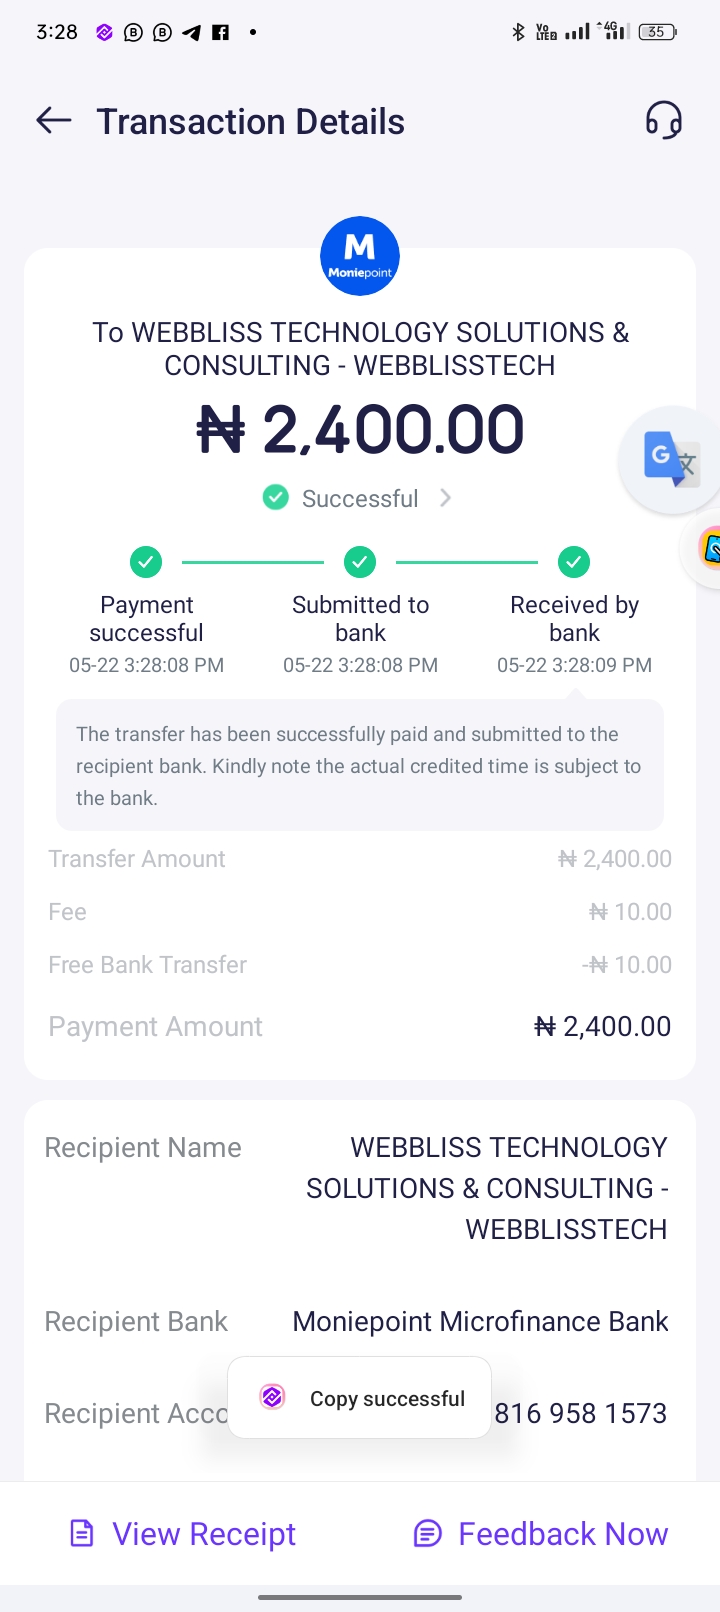 3:28
Vo LTE2
4G
35
Transaction Details
M
Moniepoint
To WEBBLISS TECHNOLOGY SOLUTIONS &
CONSULTING - WEBBLISSTECH
₦ 2,400.00
Successful
Payment
successful
05-22 3:28:08 PM
Submitted to
bank
05-22 3:28:08 PM
Received by
bank
05-22 3:28:09 PM
The transfer has been successfully paid and submitted to the
recipient bank. Kindly note the actual credited time is subject to
the bank.
Transfer Amount ₦ 2,400.00
Fee ₦ 10.00
Free Bank Transfer -₦ 10.00
Payment Amount ₦ 2,400.00
Recipient Name WEBBLISS TECHNOLOGY
SOLUTIONS & CONSULTING -
WEBBLISSTECH
Recipient Bank Moniepoint Microfinance Bank
Recipient Acco 816 958 1573
Copy successful
View Receipt Feedback Now